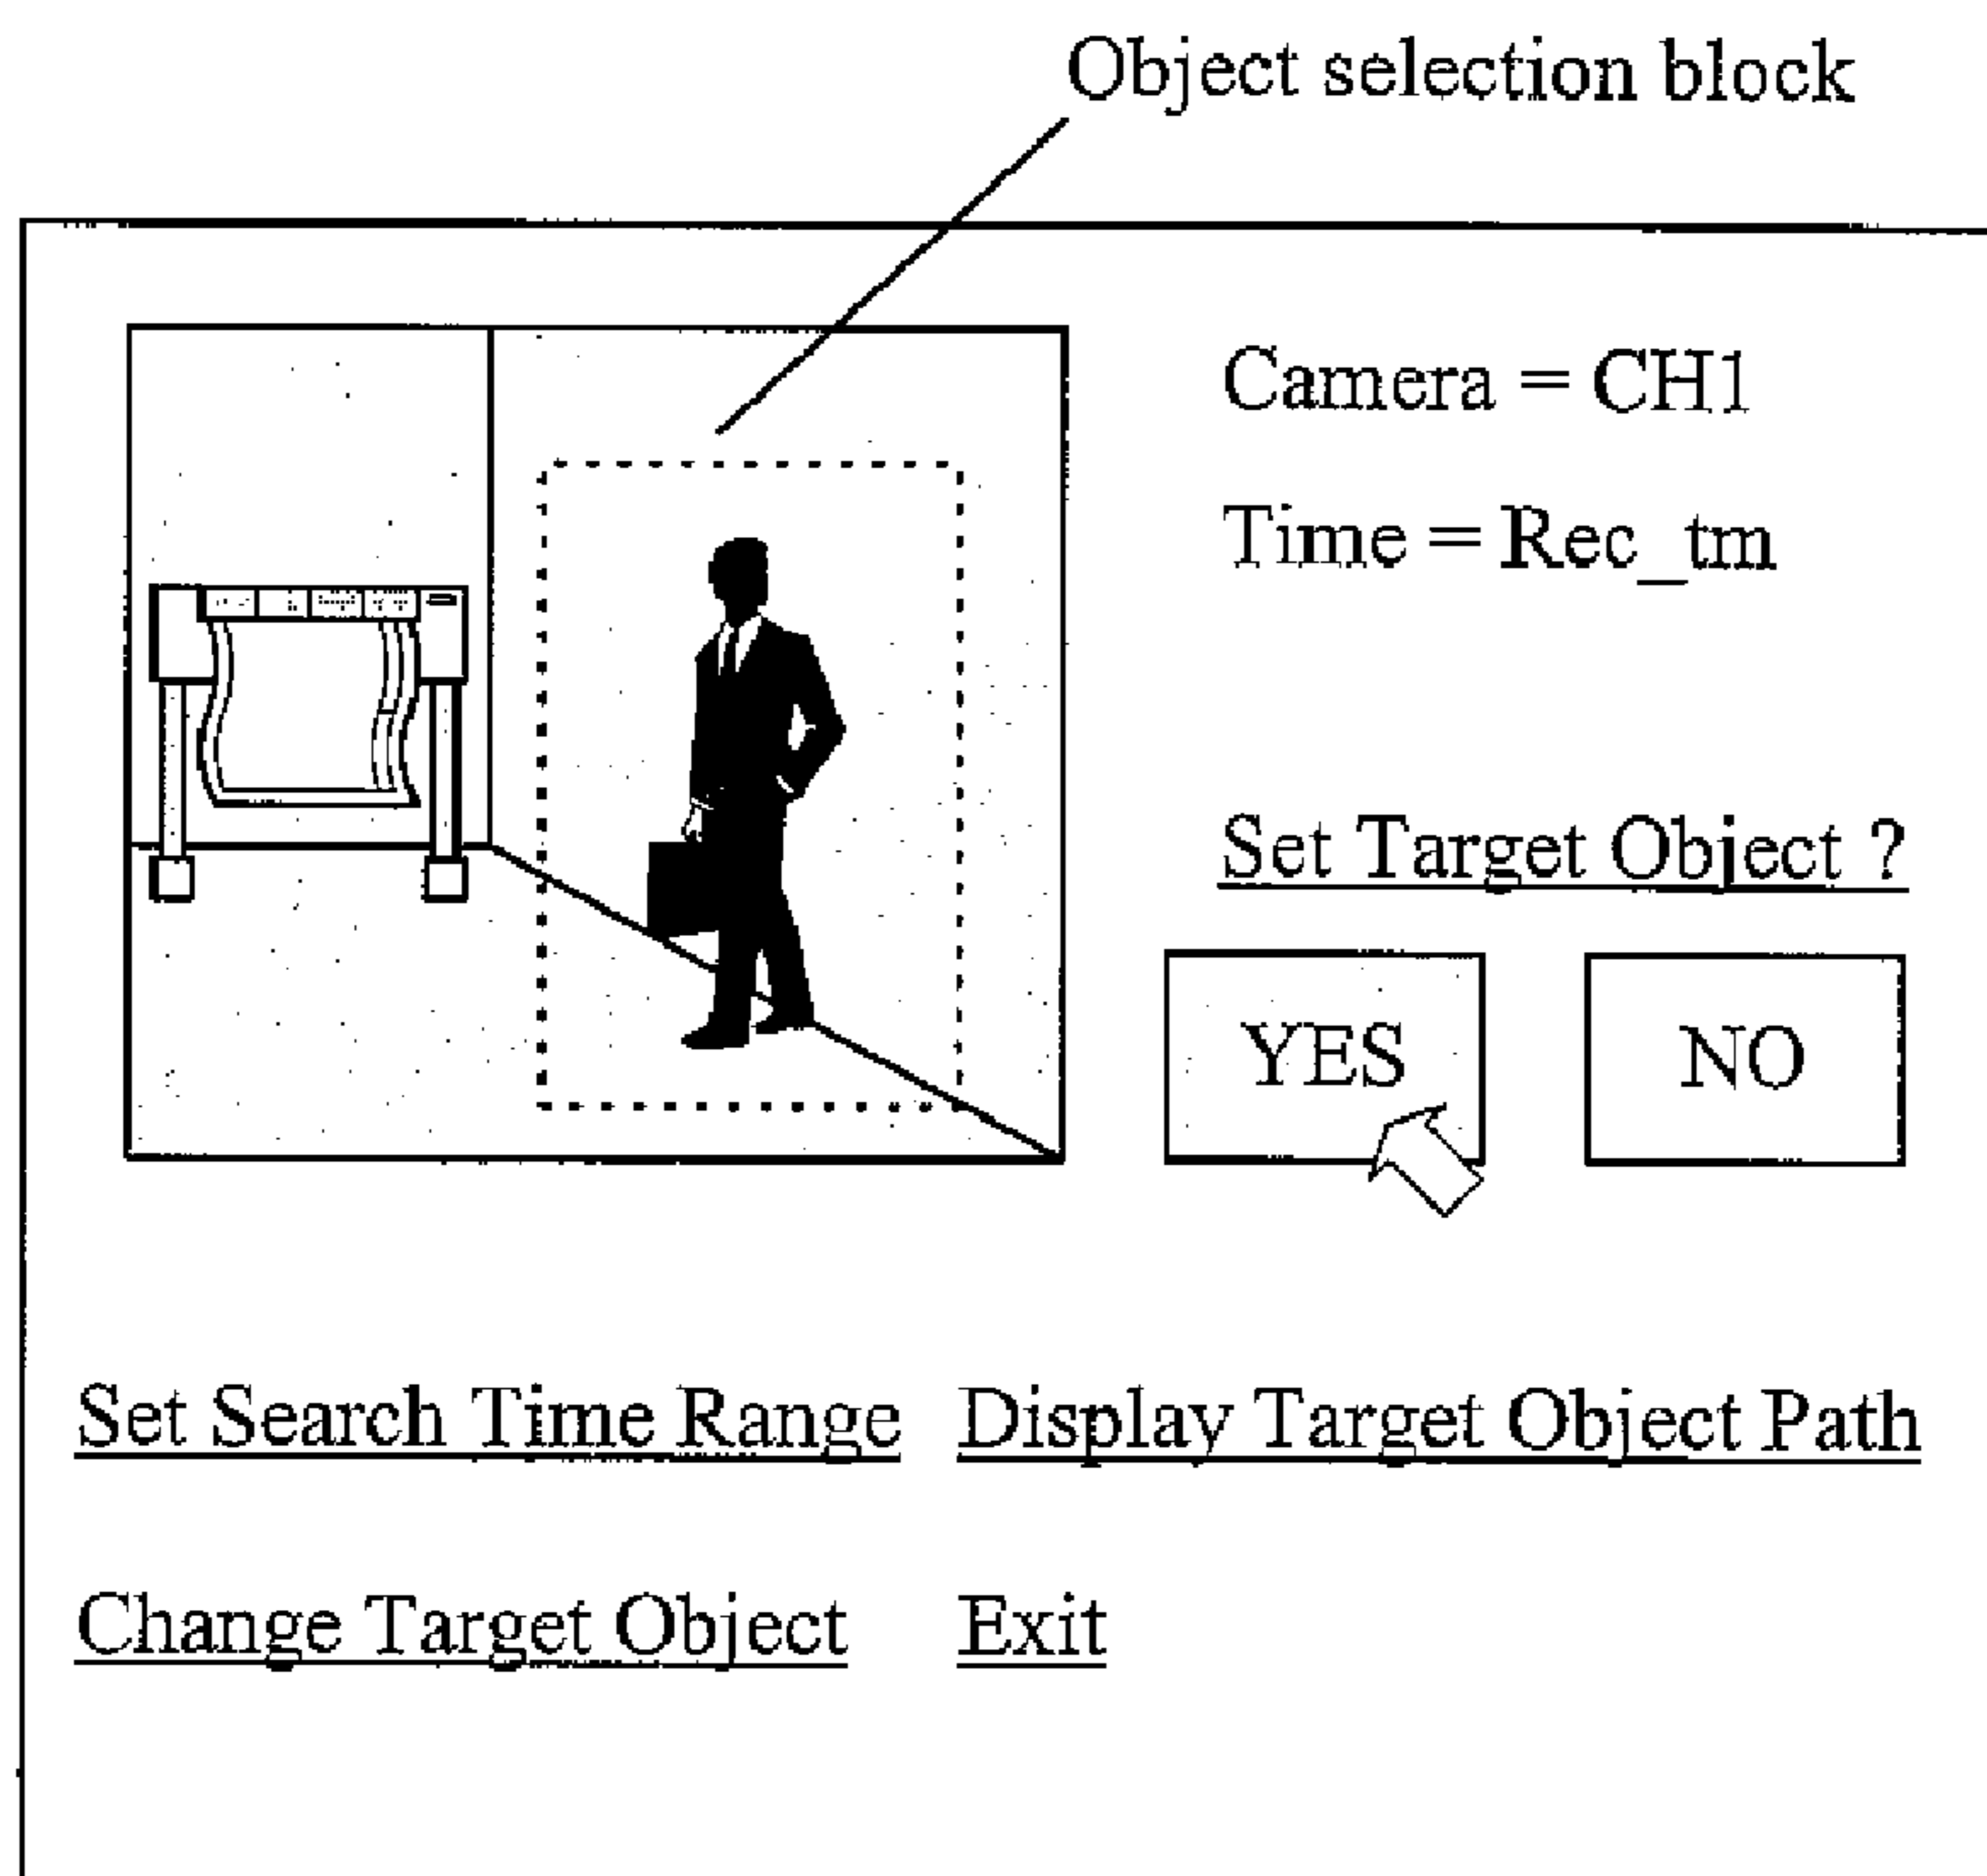 Object selection block
Camera = CH1
Time = Rec_tm
Set Target Object ?
YES NO
Set Search Time Range Display Target Object Path
Change Target Object Exit